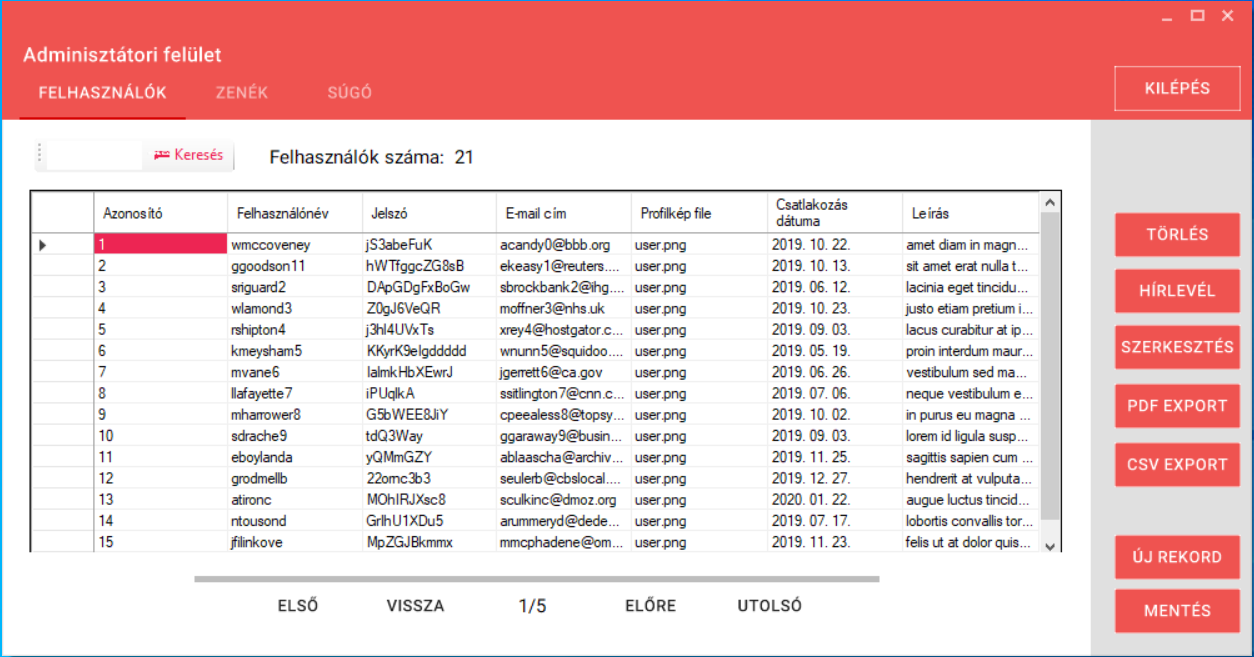 Adminisztátori felület
FELHASZNÁLÓK ZENÉK SÚGÓ
KILÉPÉS
Keresés Felhasználók száma: 21
Azonosító Felhasználónév Jelszó E-mail cím Profilkép file Csatlakozás dátuma Leírás
1 wmccoveney jS3abeFuK acandy0@bbb.org user.png 2019. 10. 22. amet diam in magn...
2 ggoodson11 hWTfggcZG8sB ekeasy1@reuters.... user.png 2019. 10. 13. sit amet erat nulla t...
3 sriguard2 DApGDgFxBoGw sbrockbank2@ihg.... user.png 2019. 06. 12. lacinia eget tincidu...
4 wlamond3 Z0gJ6VeQR moffner3@nhs.uk user.png 2019. 10. 23. justo etiam pretium i...
5 rshipton4 j3hl4UVxTs xrey4@hostgator.c... user.png 2019. 09. 03. lacus curabitur at ip...
6 kmeysham5 KKyrK9elgddddd wnunn5@squidoo.... user.png 2019. 05. 19. proin interdum maur...
7 mvane6 lalmkHbXEwrJ jgerrett6@ca.gov user.png 2019. 06. 26. vestibulum sed ma...
8 llafayette7 iPUqlkA ssitlington7@cnn.c... user.png 2019. 07. 06. neque vestibulum e...
9 mharrower8 G5bWEE8JiY cpeealess8@topsy... user.png 2019. 10. 02. in purus eu magna ...
10 sdrache9 tdQ3Way ggaraway9@busin... user.png 2019. 09. 03. lorem id ligula susp...
11 eboylanda yQMmGZY ablaascha@archiv... user.png 2019. 11. 25. sagittis sapien cum ...
12 grodmellb 22omc3b3 seulerb@cbslocal.... user.png 2019. 12. 27. hendrerit at vulputa...
13 atironc MOhIRJXsc8 sculkinc@dmoz.org user.png 2020. 01. 22. augue luctus tincid...
14 ntousond GrlhU1XDu5 arummeryd@dede... user.png 2019. 07. 17. lobortis convallis tor...
15 jfilinkove MpZGJBkmmx mmcphadene@om... user.png 2019. 11. 23. felis ut at dolor quis...
ELSŐ VISSZA 1/5 ELŐRE UTOLSÓ
TÖRLÉS
HÍRLEVÉL
SZERKESZTÉS
PDF EXPORT
CSV EXPORT
ÚJ REKORD
MENTÉS